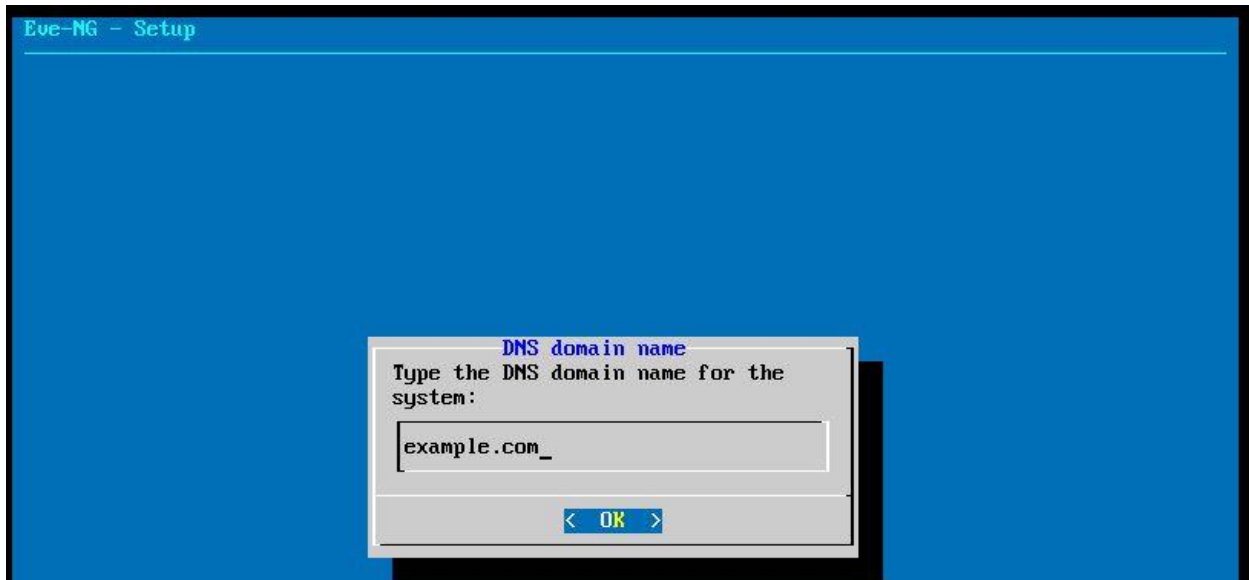 Eve-NG - Setup
DNS domain name
Type the DNS domain name for the
system:
example.com_
< OK >